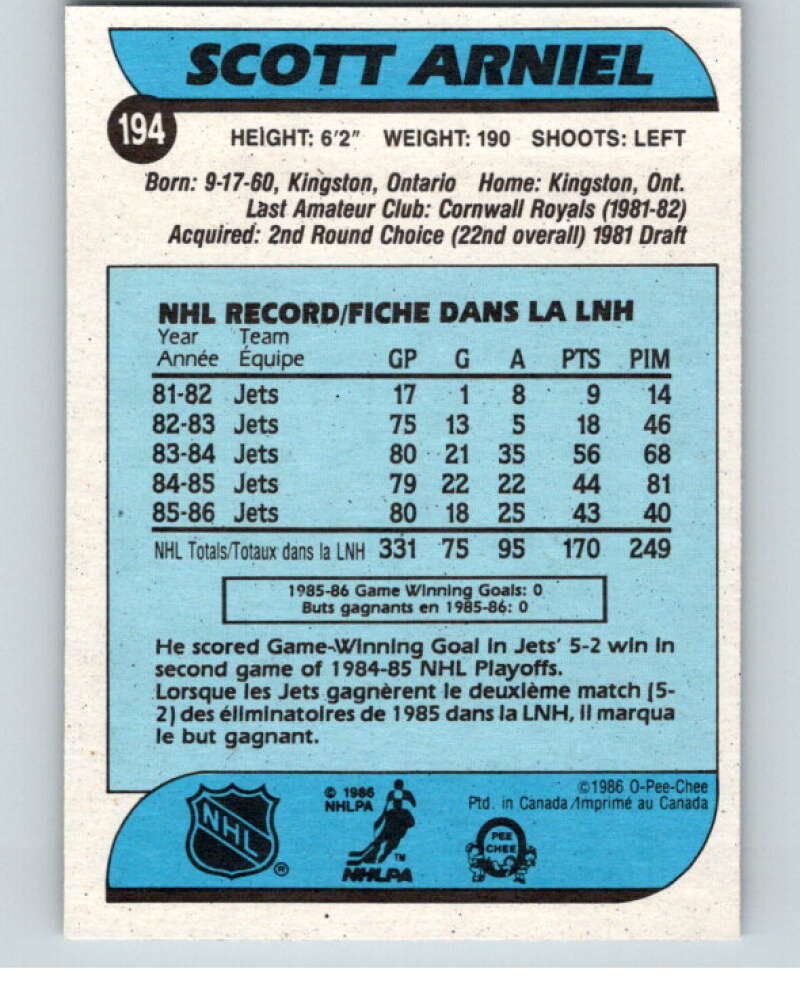 SCOTT ARNIEL
194
HEIGHT: 6'2" WEIGHT: 190 SHOOTS: LEFT
Born: 9-17-60, Kingston, Ontario Home: Kingston, Ont.
Last Amateur Club: Cornwall Royals (1981-82)
Acquired: 2nd Round Choice (22nd overall) 1981 Draft
NHL RECORD/FICHE DANS LA LNH
Year Team
Année Équipe GP G A PTS PIM
81-82 Jets 17 1 8 9 14
82-83 Jets 75 13 5 18 46
83-84 Jets 80 21 35 56 68
84-85 Jets 79 22 22 44 81
85-86 Jets 80 18 25 43 40
NHL Totals/Totaux dans la LNH 331 75 95 170 249
1985-86 Game Winning Goals: 0
Buts gagnants en 1985-86: 0
He scored Game-Winning Goal in Jets' 5-2 win in
second game of 1984-85 NHL Playoffs.
Lorsque les Jets gagnèrent le deuxième match (5-
2) des éliminatoires de 1985 dans la LNH, il marqua
le but gagnant.
NHL
®
© 1986
NHLPA
TM
NHLPA
©1986 O-Pee-Chee
Ptd. in Canada/Imprimé au Canada
PEE
CHEE